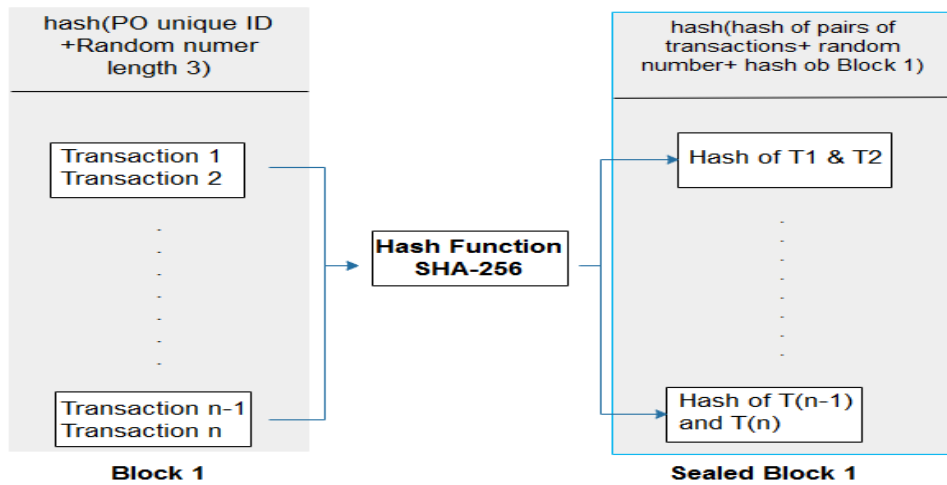 hash(PO unique ID
+Random numer
length 3)
Transaction 1
Transaction 2
Transaction n-1
Transaction n
Block 1
Hash Function
SHA-256
hash(hash of pairs of
transactions+ random
number+ hash ob Block 1)
Hash of T1 & T2
Hash of T(n-1)
and T(n)
Sealed Block 1